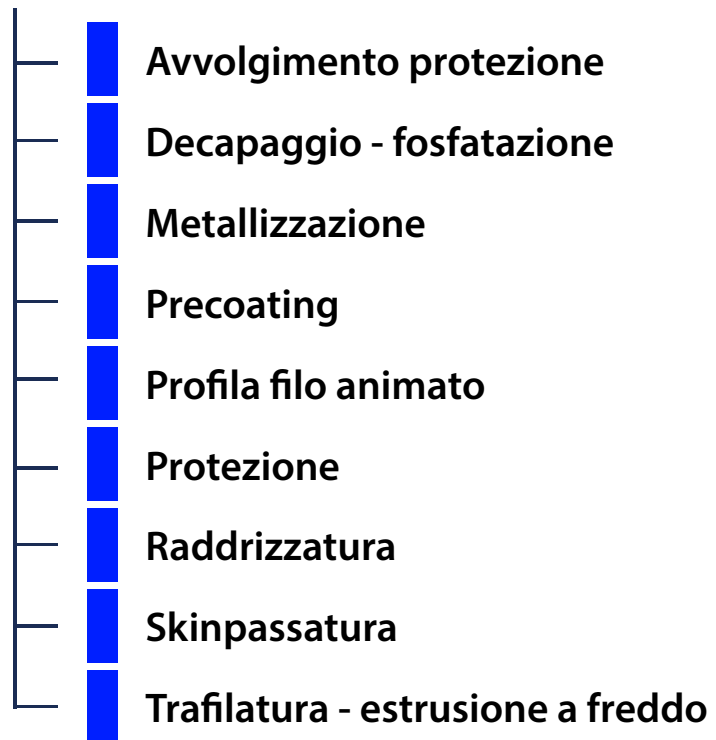 Avvolgimento protezione
Decapaggio - fosfatazione
Metallizzazione
Precoating
Profila filo animato
Protezione
Raddrizzatura
Skinpassatura
Trafilatura - estrusione a freddo